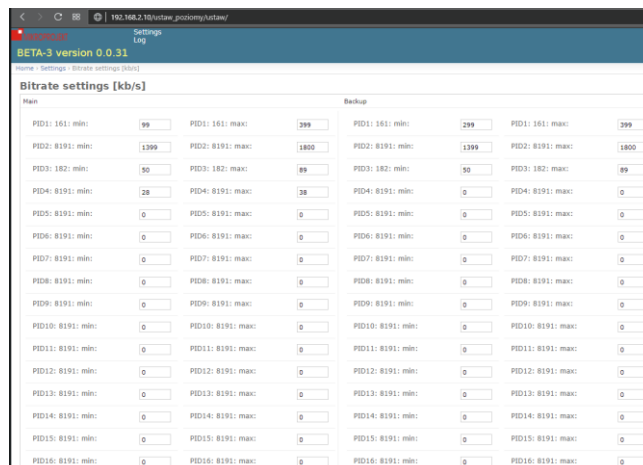 192.168.2.10/ustaw_poziomy/ustaw/
Settings
Log
BETA-3 version 0.0.31
Home › Settings › Bitrate settings [kb/s]
Bitrate settings [kb/s]
Main Backup
PID1: 161: min: 99 PID1: 161: max: 399 PID1: 161: min: 299 PID1: 161: max: 399
PID2: 8191: min: 1399 PID2: 8191: max: 1800 PID2: 8191: min: 1399 PID2: 8191: max: 1800
PID3: 182: min: 50 PID3: 182: max: 89 PID3: 182: min: 50 PID3: 182: max: 89
PID4: 8191: min: 28 PID4: 8191: max: 38 PID4: 8191: min: 0 PID4: 8191: max: 0
PID5: 8191: min: 0 PID5: 8191: max: 0 PID5: 8191: min: 0 PID5: 8191: max: 0
PID6: 8191: min: 0 PID6: 8191: max: 0 PID6: 8191: min: 0 PID6: 8191: max: 0
PID7: 8191: min: 0 PID7: 8191: max: 0 PID7: 8191: min: 0 PID7: 8191: max: 0
PID8: 8191: min: 0 PID8: 8191: max: 0 PID8: 8191: min: 0 PID8: 8191: max: 0
PID9: 8191: min: 0 PID9: 8191: max: 0 PID9: 8191: min: 0 PID9: 8191: max: 0
PID10: 8191: min: 0 PID10: 8191: max: 0 PID10: 8191: min: 0 PID10: 8191: max: 0
PID11: 8191: min: 0 PID11: 8191: max: 0 PID11: 8191: min: 0 PID11: 8191: max: 0
PID12: 8191: min: 0 PID12: 8191: max: 0 PID12: 8191: min: 0 PID12: 8191: max: 0
PID13: 8191: min: 0 PID13: 8191: max: 0 PID13: 8191: min: 0 PID13: 8191: max: 0
PID14: 8191: min: 0 PID14: 8191: max: 0 PID14: 8191: min: 0 PID14: 8191: max: 0
PID15: 8191: min: 0 PID15: 8191: max: 0 PID15: 8191: min: 0 PID15: 8191: max: 0
PID16: 8191: min: 0 PID16: 8191: max: 0 PID16: 8191: min: 0 PID16: 8191: max: 0